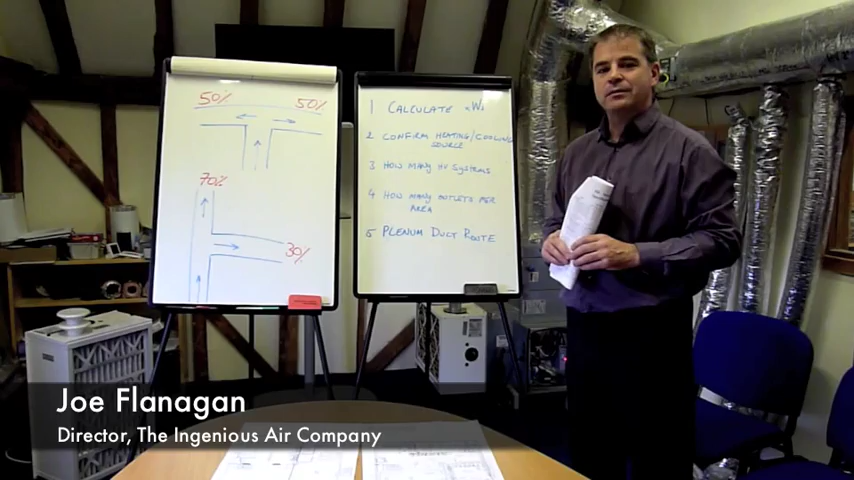 50% 50%
70%
30%
1 CALCULATE kW's
2 CONFIRM HEATING/COOLING
SOURCE
3 HOW MANY HV SYSTEMS
4 HOW MANY OUTLETS PER
AREA
5 PLENUM DUCT ROUTE
Joe Flanagan
Director, The Ingenious Air Company